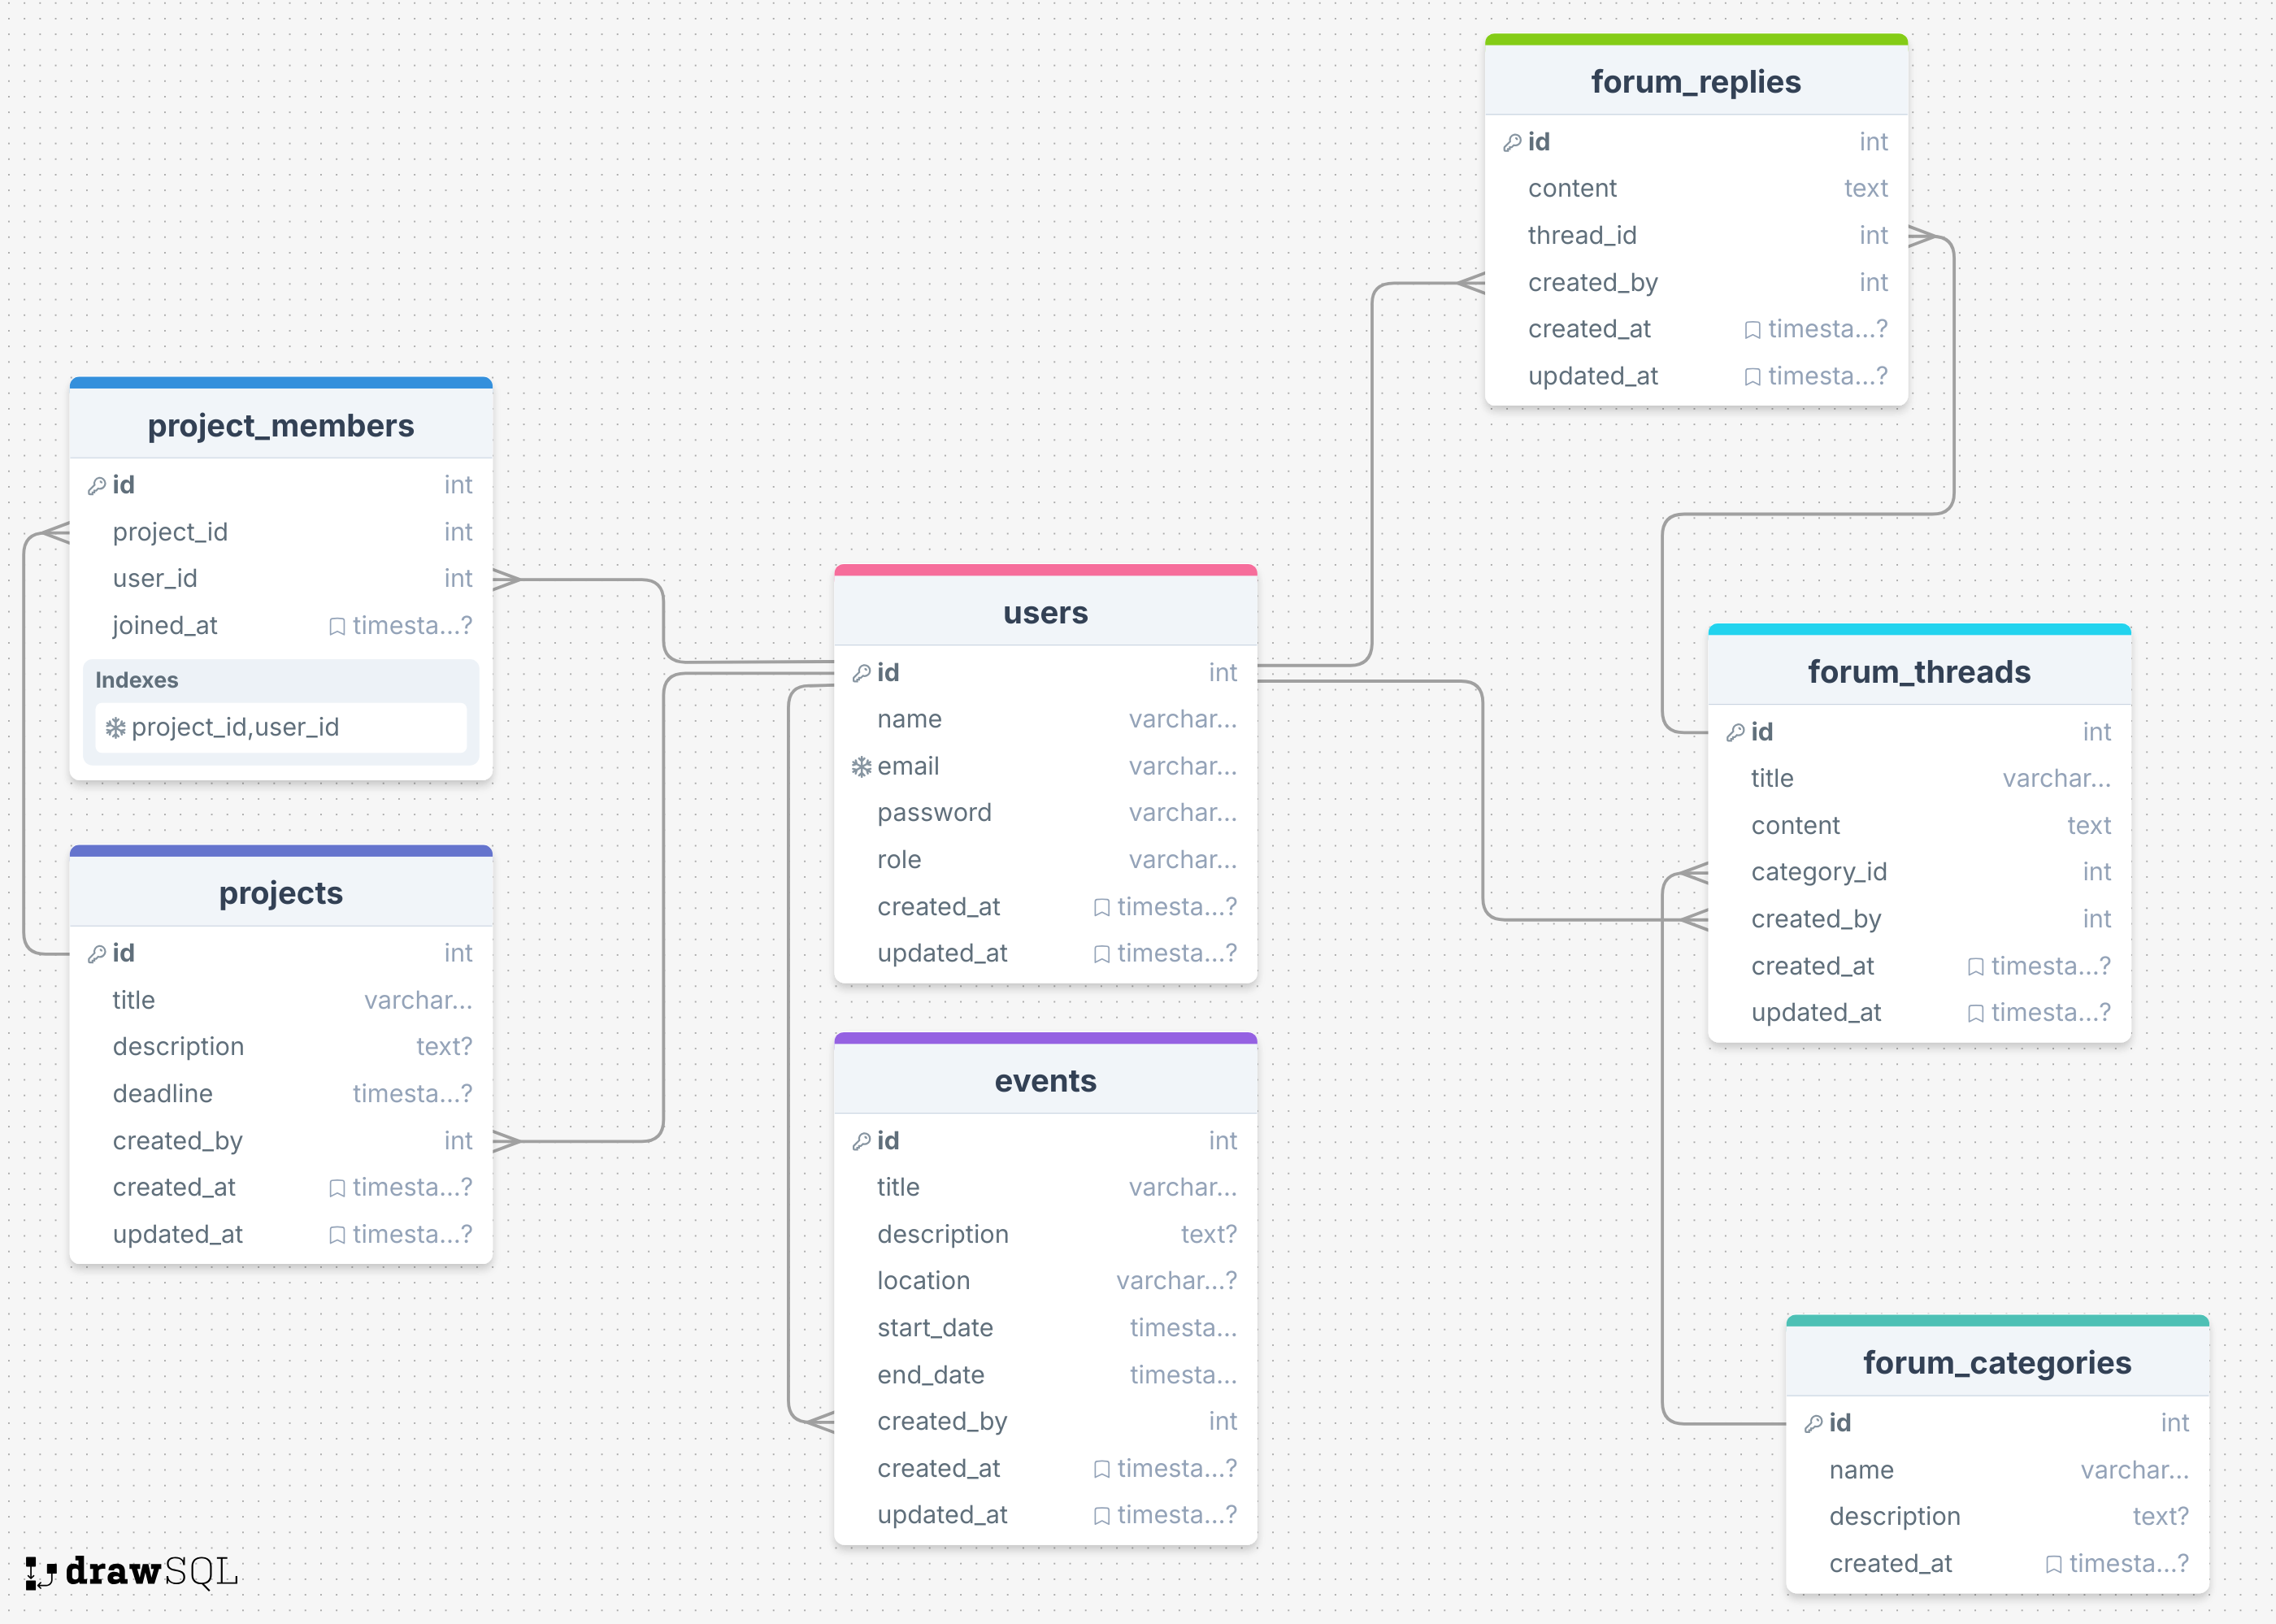 forum_replies
id int
content text
thread_id int
created_by int
created_at timesta...?
updated_at timesta...?
project_members
id int
project_id int
user_id int
joined_at timesta...?
Indexes
project_id,user_id
users
id int
name varchar...
email varchar...
password varchar...
role varchar...
created_at timesta...?
updated_at timesta...?
forum_threads
id int
title varchar...
content text
category_id int
created_by int
created_at timesta...?
updated_at timesta...?
projects
id int
title varchar...
description text?
deadline timesta...?
created_by int
created_at timesta...?
updated_at timesta...?
events
id int
title varchar...
description text?
location varchar...?
start_date timesta...
end_date timesta...
created_by int
created_at timesta...?
updated_at timesta...?
forum_categories
id int
name varchar...
description text?
created_at timesta...?
drawSQL